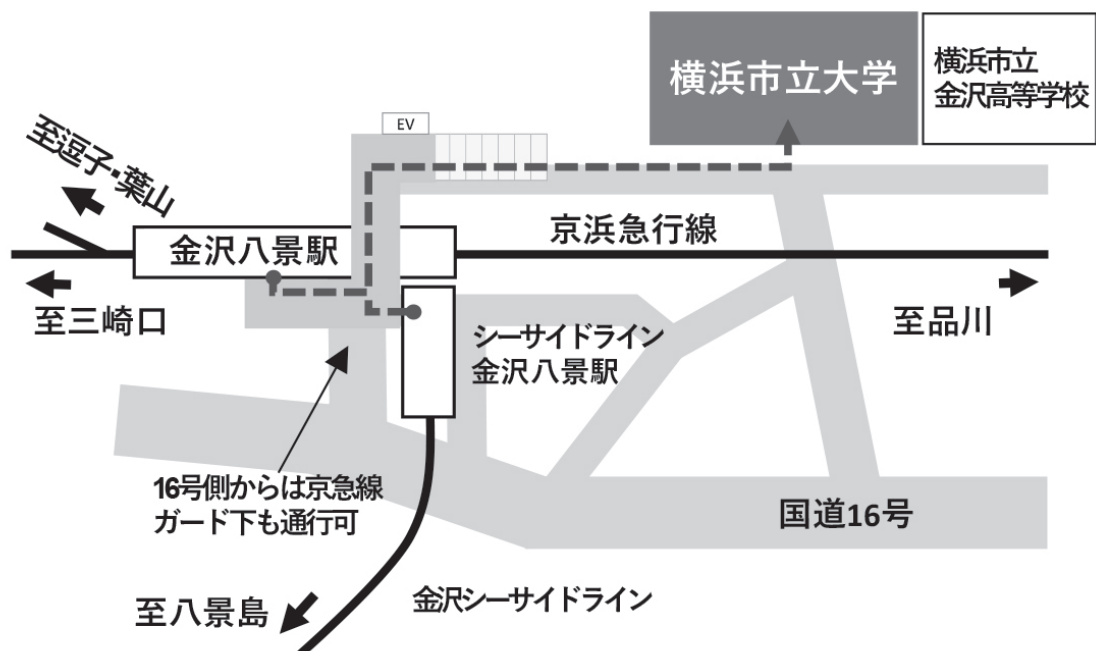 横浜市立大学
横浜市立
金沢高等学校
EV
至逗子・葉山
金沢八景駅
京浜急行線
至三崎口
至品川
シーサイドライン
金沢八景駅
16号側からは京急線
ガード下も通行可
国道16号
至八景島
金沢シーサイドライン